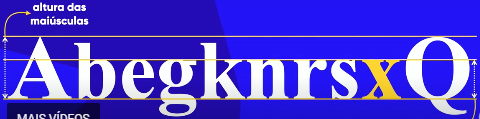 altura das
maiúsculas
AbegknrsxQ
MAIS VÍDEOS